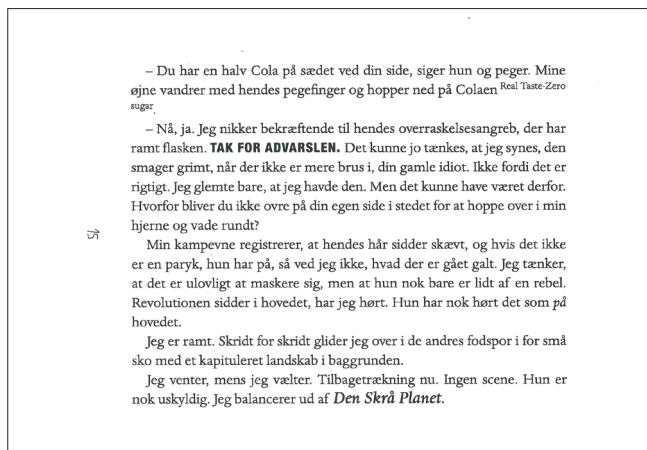 – Du har en halv Cola på sædet ved din side, siger hun og peger. Mine
øjne vandrer med hendes pegefinger og hopper ned på Colaen Real Taste-Zero
sugar.
– Nå, ja. Jeg nikker bekræftende til hendes overraskelsesangreb, der har
ramt flasken. TAK FOR ADVARSLEN. Det kunne jo tænkes, at jeg synes, den
smager grimt, når der ikke er mere brus i, din gamle idiot. Ikke fordi det er
rigtigt. Jeg glemte bare, at jeg havde den. Men det kunne have været derfor.
Hvorfor bliver du ikke ovre på din egen side i stedet for at hoppe over i min
hjerne og vade rundt?
Min kampevne registrerer, at hendes hår sidder skævt, og hvis det ikke
er en paryk, hun har på, så ved jeg ikke, hvad der er gået galt. Jeg tænker,
at det er ulovligt at maskere sig, men at hun nok bare er lidt af en rebel.
Revolutionen sidder i hovedet, har jeg hørt. Hun har nok hørt det som på
hovedet.
Jeg er ramt. Skridt for skridt glider jeg over i de andres fodspor i for små
sko med et kapituleret landskab i baggrunden.
Jeg venter, mens jeg vælter. Tilbagetrækning nu. Ingen scene. Hun er
nok uskyldig. Jeg balancerer ud af Den Skrå Planet.
15